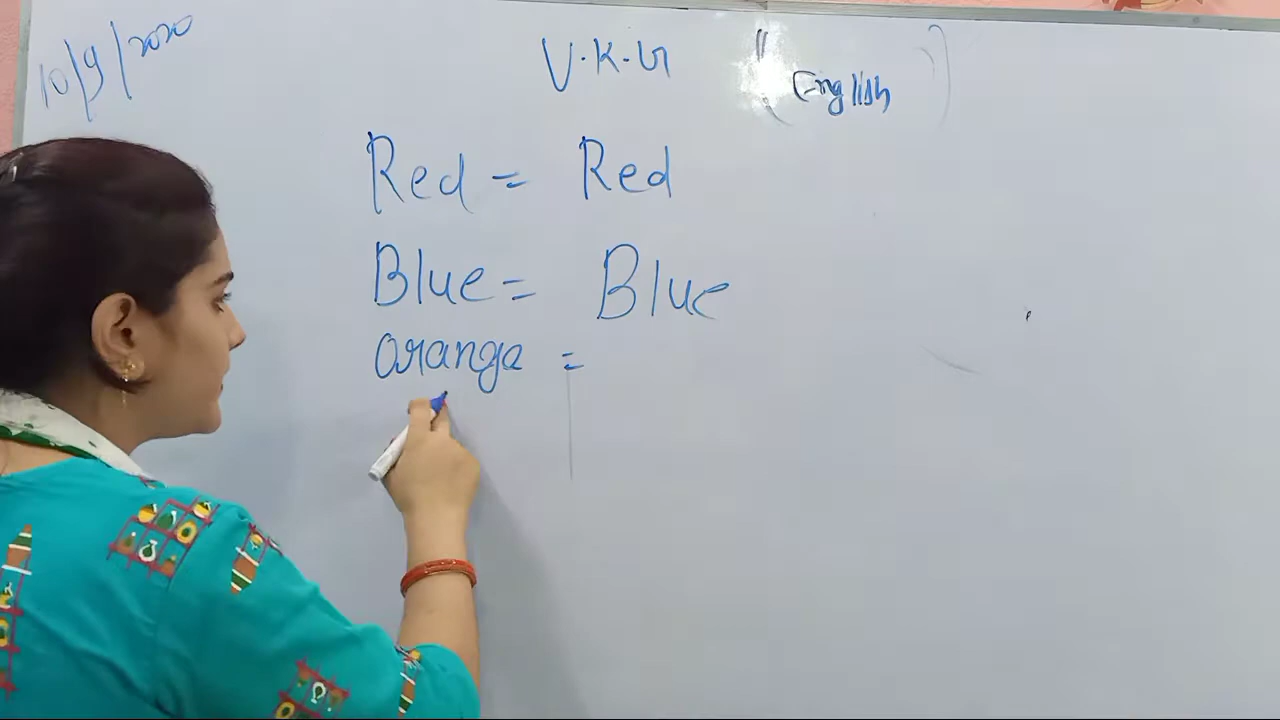 10/9/2020
U.K.G " (English)
Red = Red
Blue = Blue
Orange =